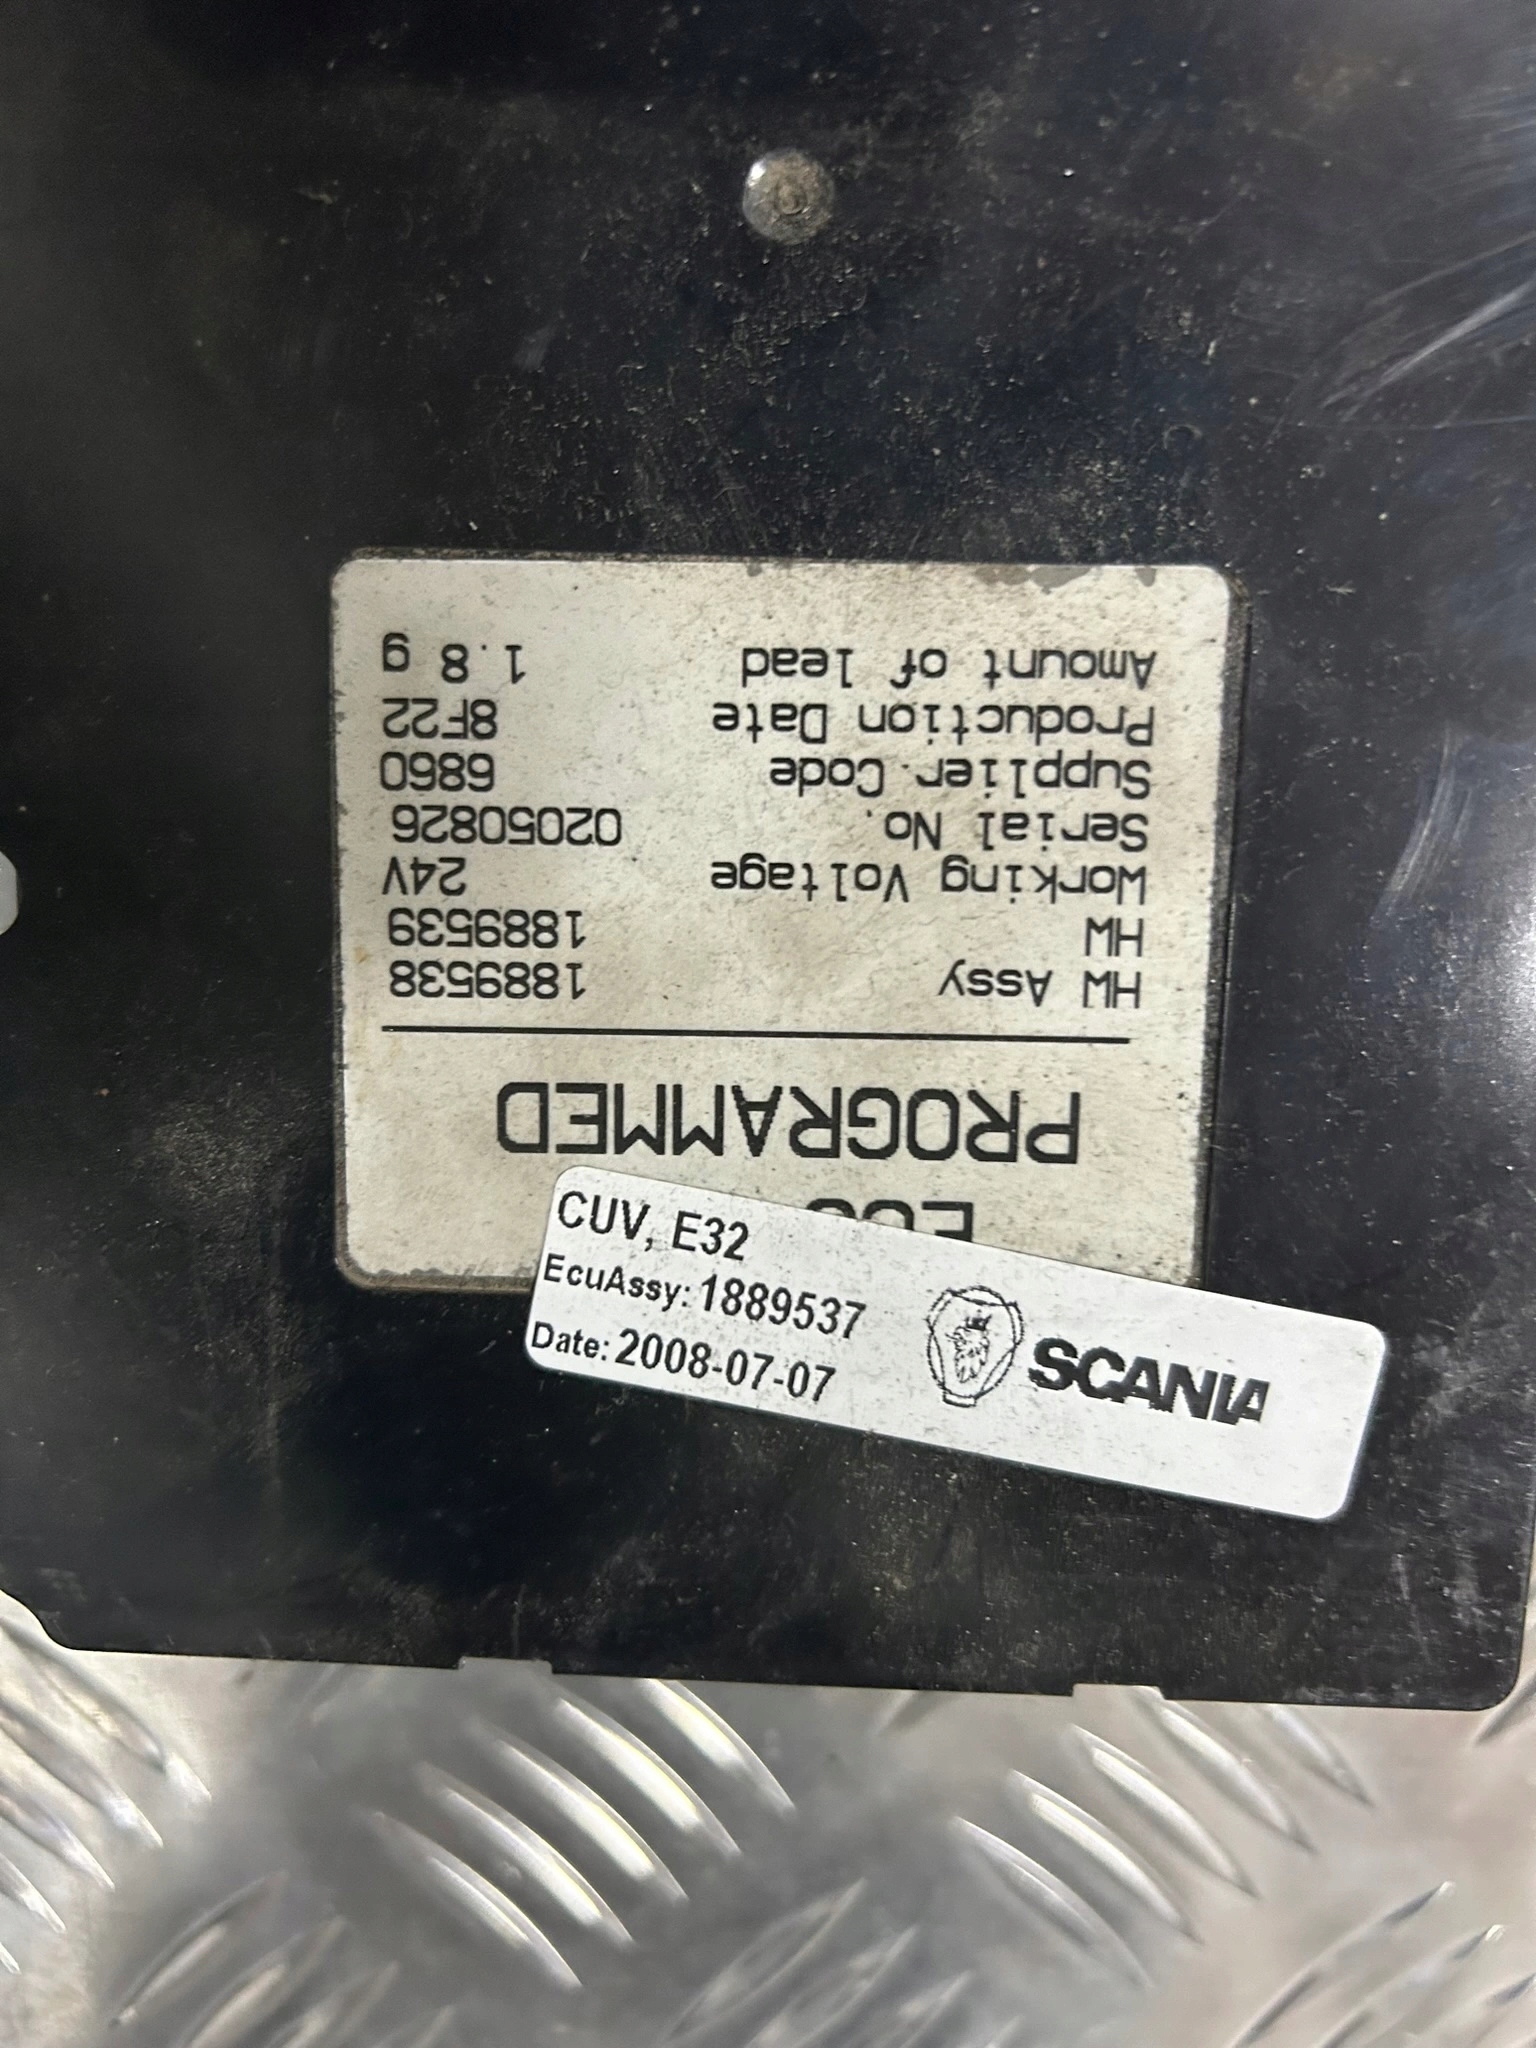 PROGRAMMED
HW Assy 1889538
HW 1889539
Working Voltage 24V
Serial No. 02050826
Supplier Code 6860
Production Date 8F22
Amount of lead 1.8 g
CUV, E32
EcuAssy: 1889537
Date: 2008-07-07
SCANIA